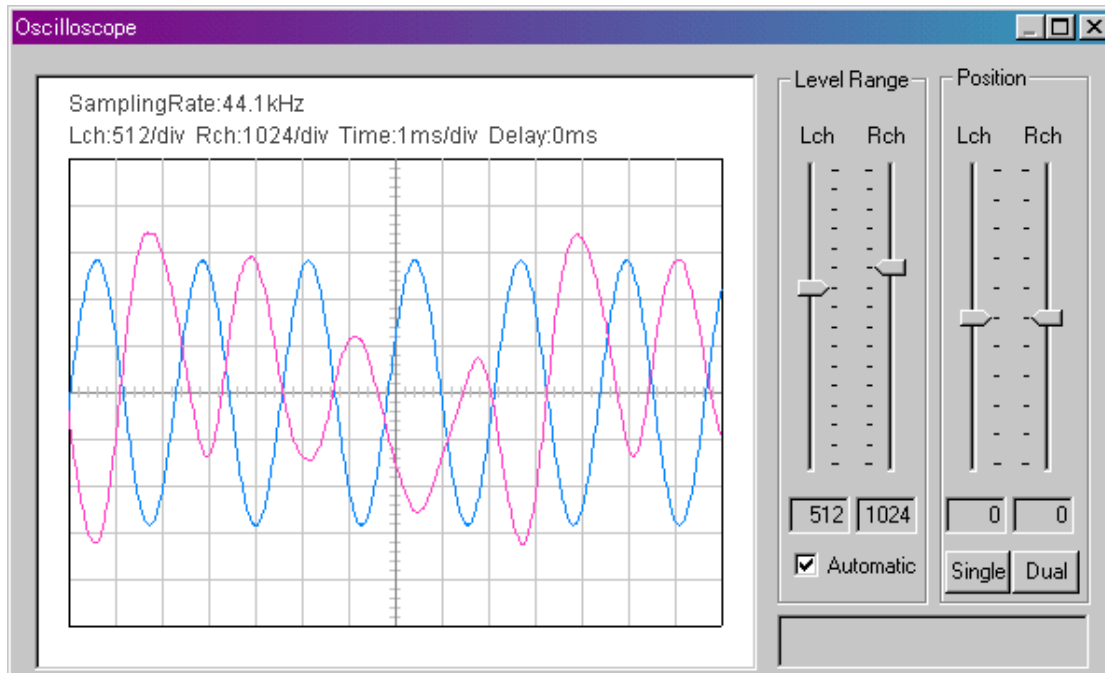 Oscilloscope
SamplingRate:44.1kHz
Lch:512/div Rch:1024/div Time:1ms/div Delay:0ms
Level Range
Lch Rch
512 1024
Automatic
Position
Lch Rch
0 0
Single Dual